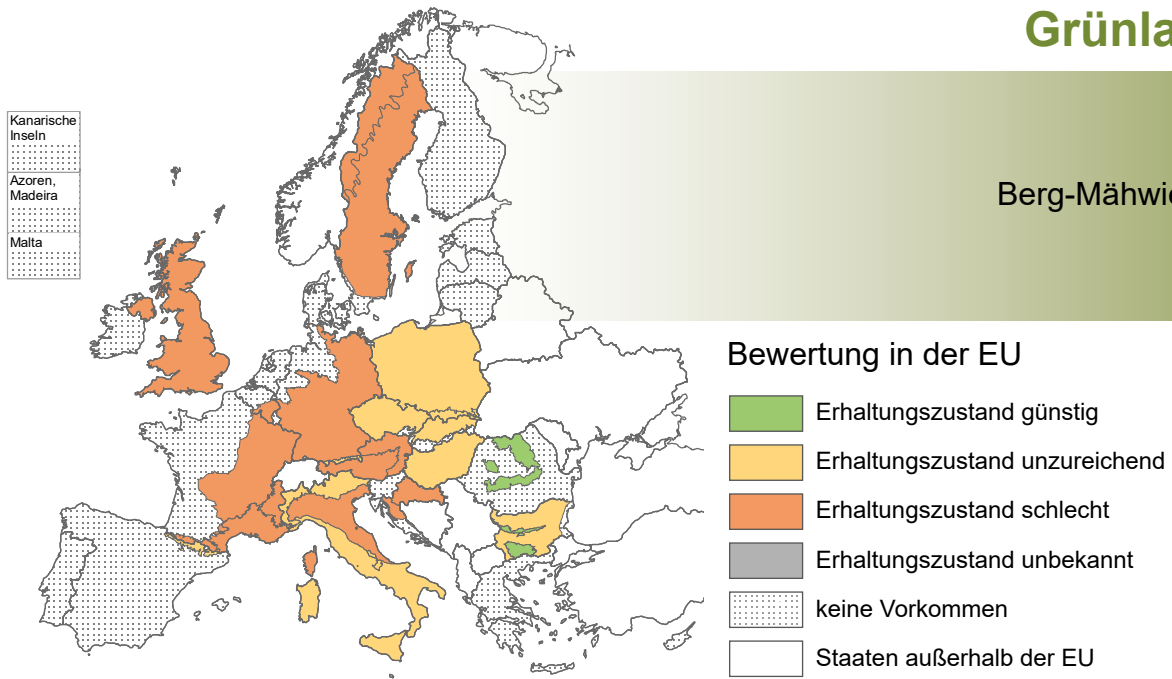 Grünla
Kanarische
Inseln
Azoren,
Madeira
Malta
Berg-Mähwie
Bewertung in der EU
Erhaltungszustand günstig
Erhaltungszustand unzureichend
Erhaltungszustand schlecht
Erhaltungszustand unbekannt
keine Vorkommen
Staaten außerhalb der EU